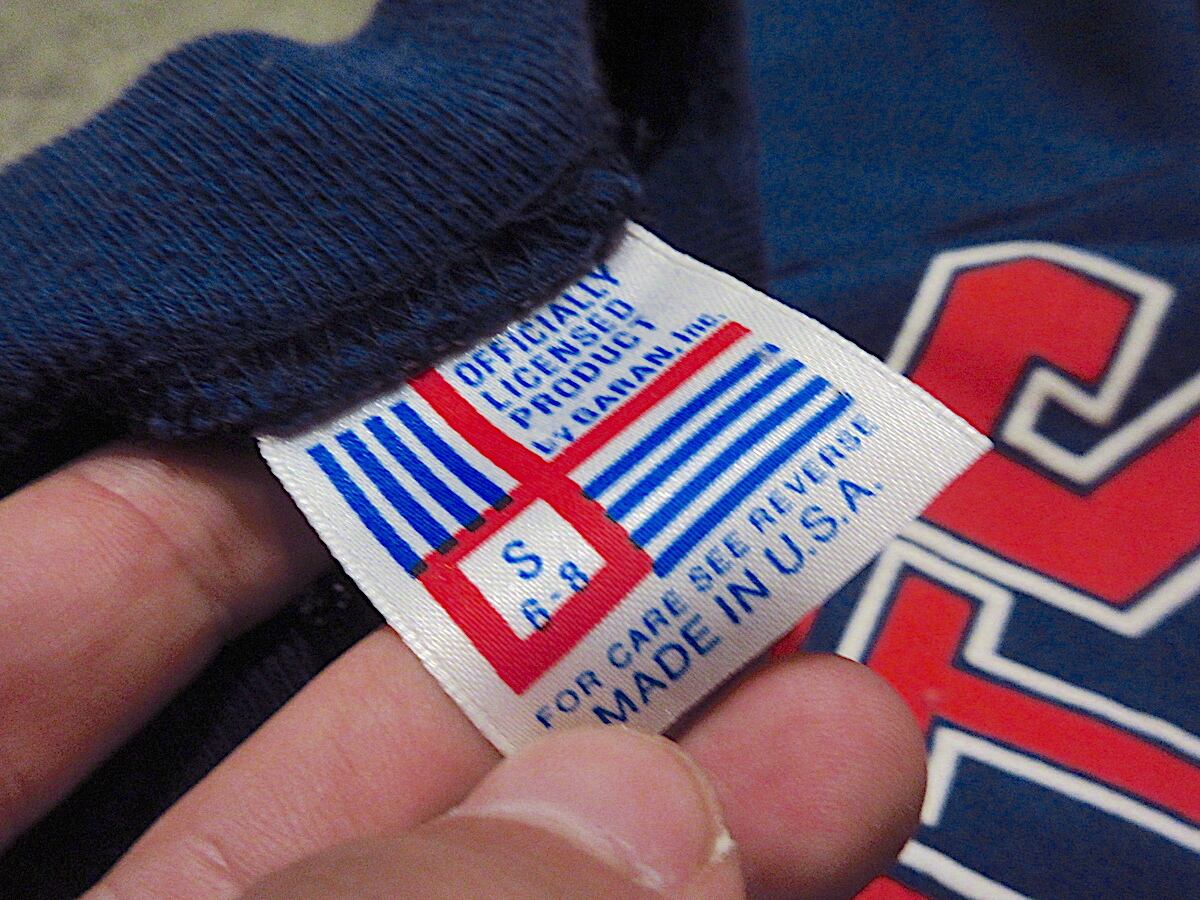 OFFICIALLY
LICENSED
PRODUCT
by GARAN, Inc.
S
6-8
FOR CARE SEE REVERSE
MADE IN U.S.A.